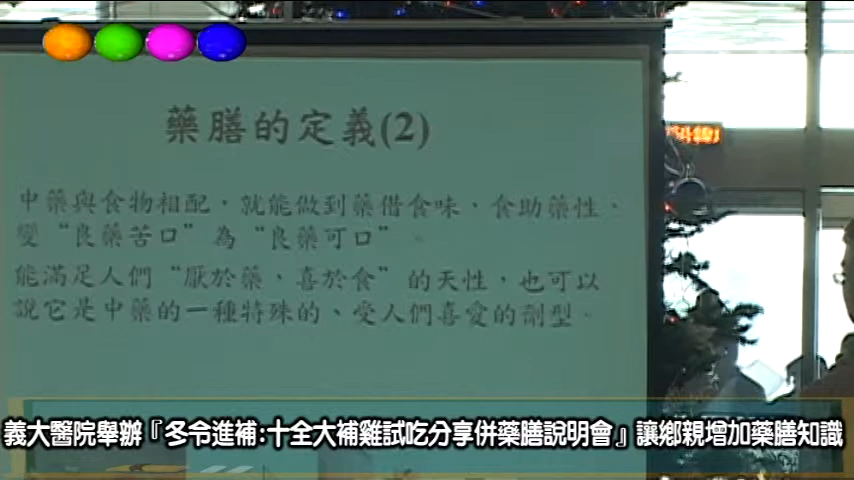 藥膳的定義(2)
中藥與食物相配，就能做到藥借食味，食助藥性，
變“良藥苦口”為“良藥可口”。
能滿足人們“厭於藥、喜於食”的天性，也可以
說它是中藥的一種特殊的、受人們喜愛的劑型。
義大醫院舉辦『冬令進補:十全大補雞試吃分享併藥膳說明會』讓鄉親增加藥膳知識